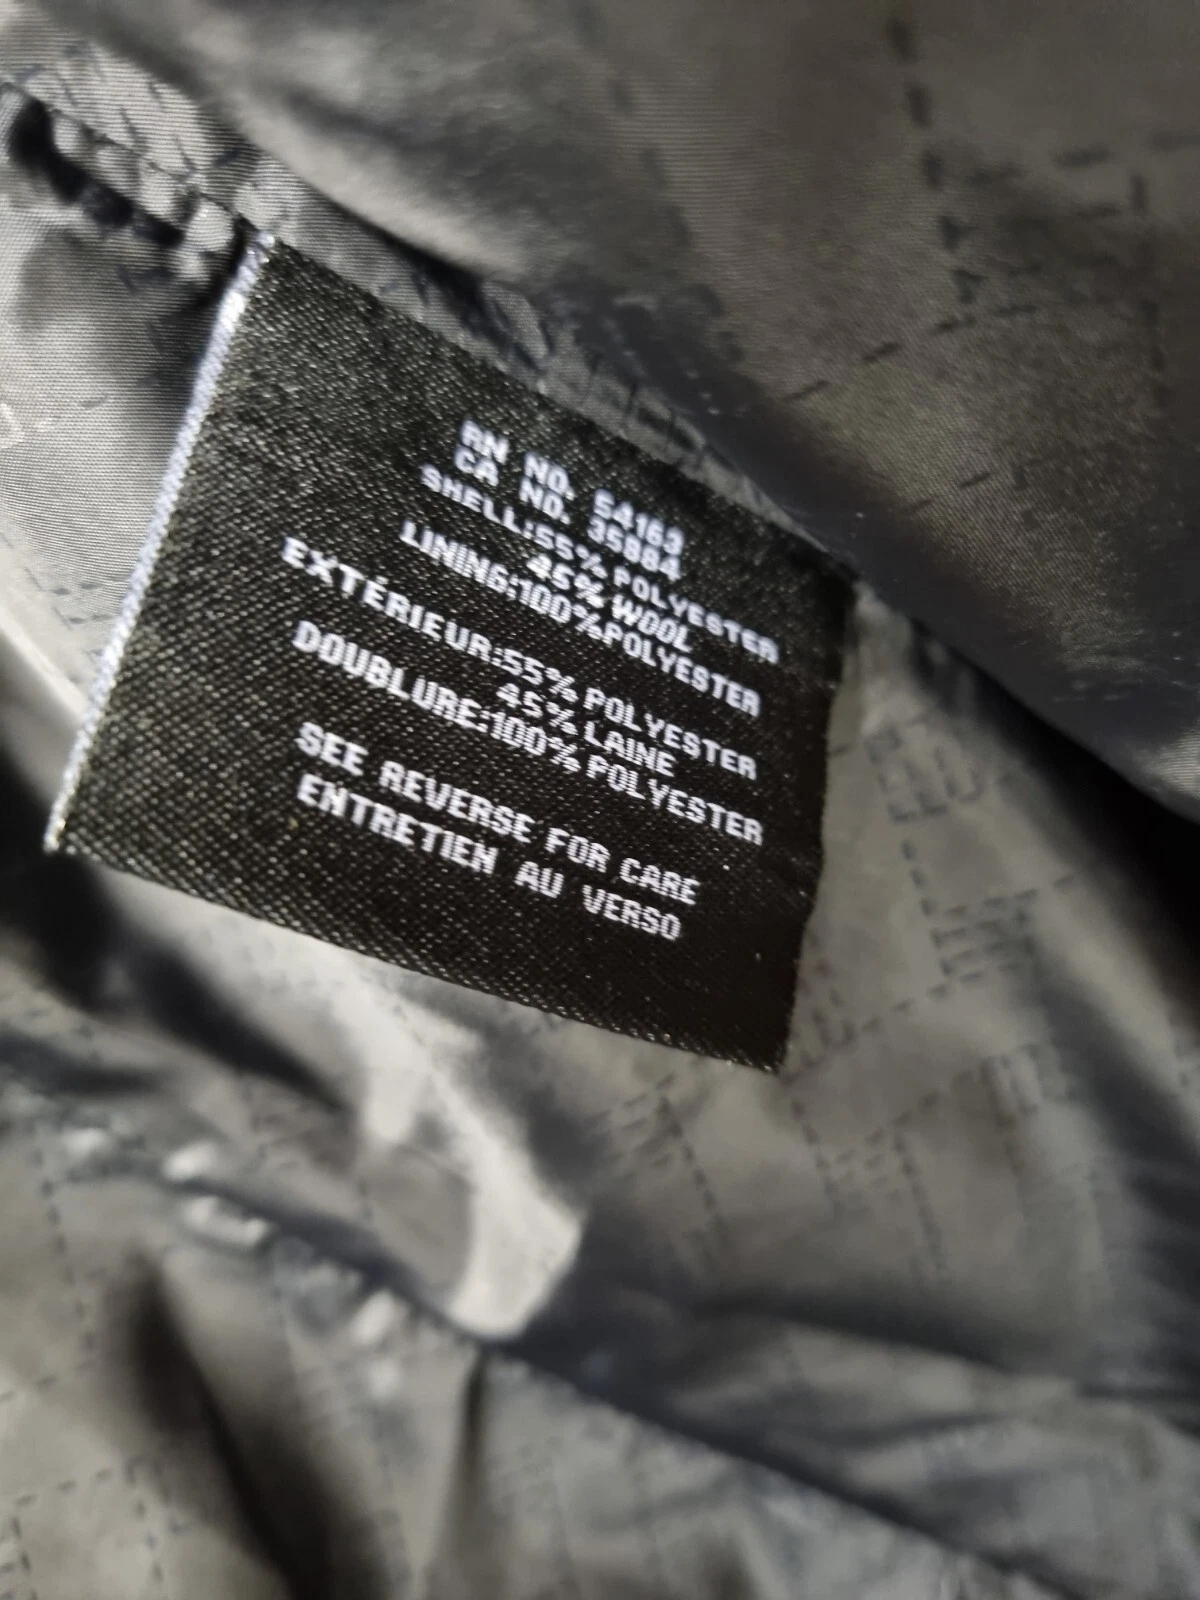 RN NO. 54163
CA NO. 35884
SHELL:55% POLYESTER
45% WOOL
LINING:100%POLYESTER
EXTÉRIEUR:55% POLYESTER
45% LAINE
DOUBLURE:100% POLYESTER
SEE REVERSE FOR CARE
ENTRETIEN AU VERSO